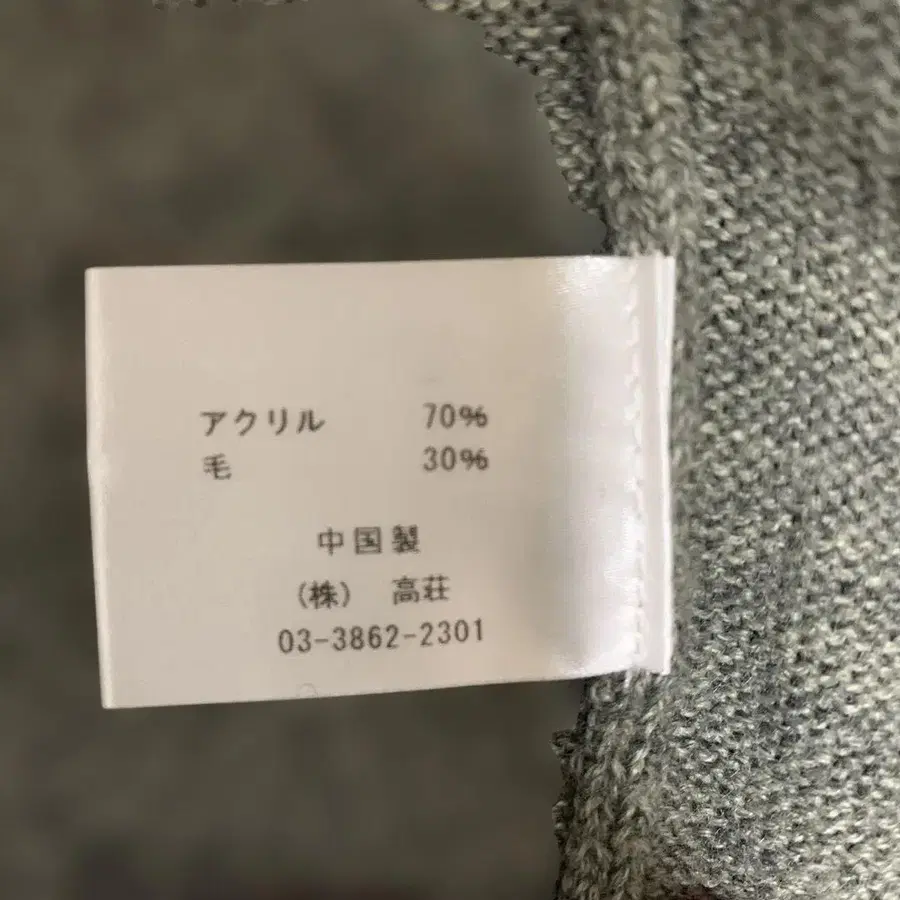 アクリル 70%
毛 30%
中国製
(株) 高荘
03-3862-2301